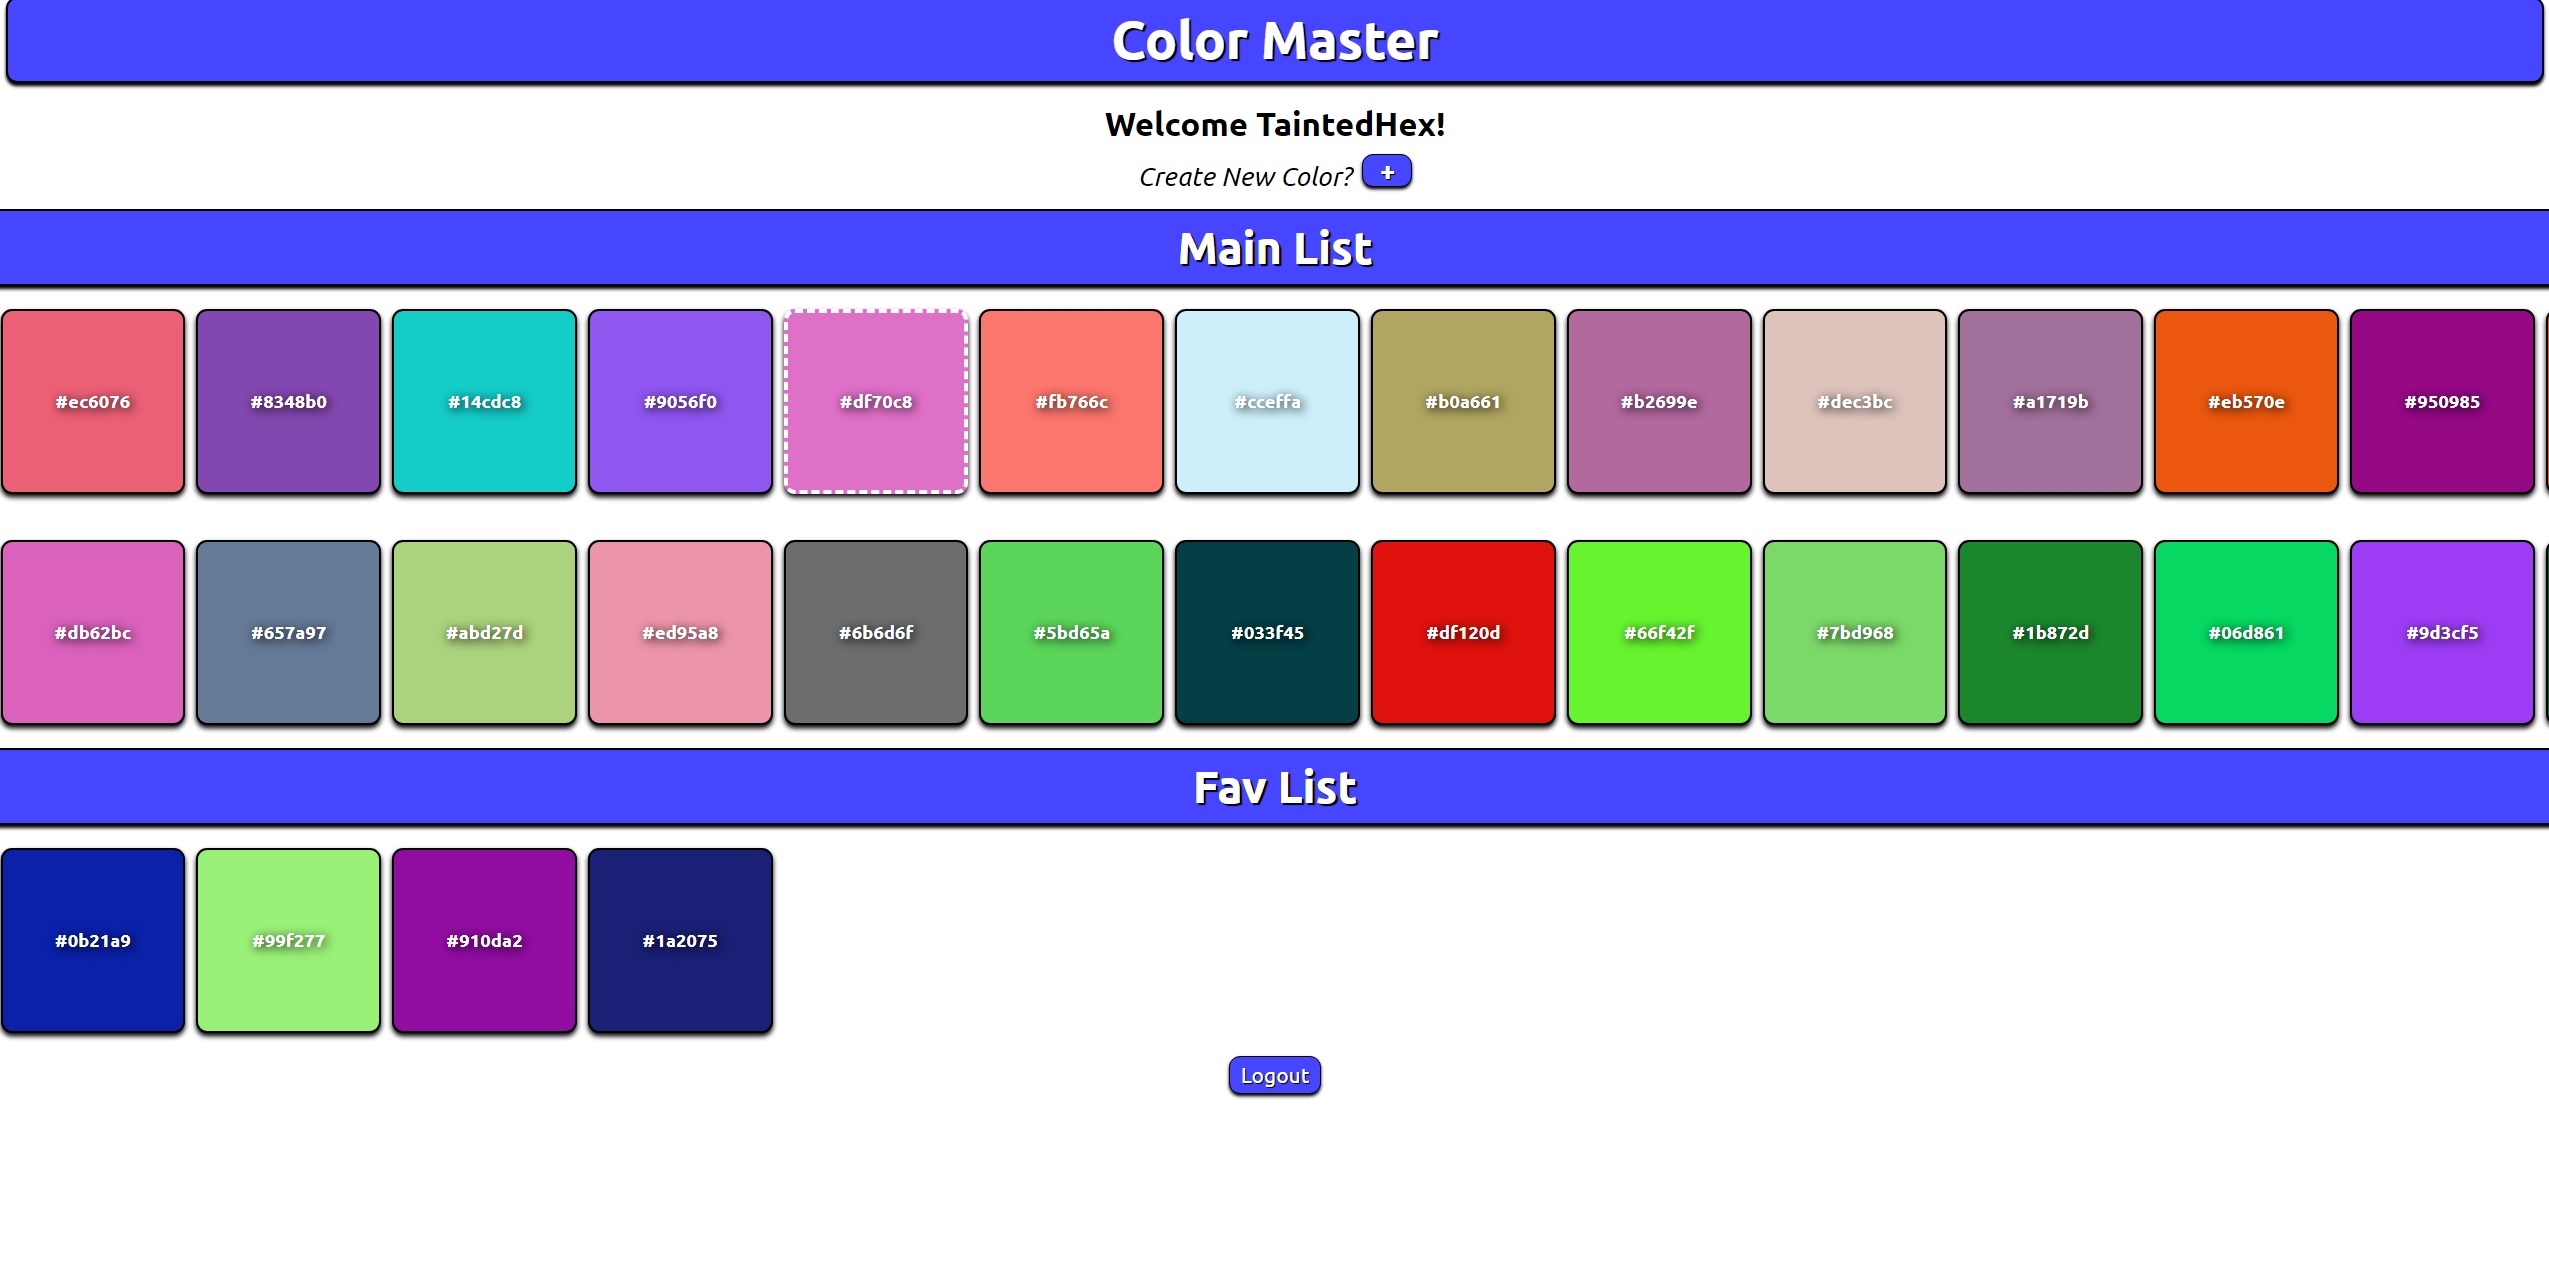 Color Master
Welcome TaintedHex!
Create New Color? +
Main List
#ec6076 #8348b0 #14cdc8 #9056f0 #df70c8 #fb766c #cceffa #b0a661 #b2699e #dec3bc #a1719b #eb570e #950985
#db62bc #657a97 #abd27d #ed95a8 #6b6d6f #5bd65a #033f45 #df120d #66f42f #7bd968 #1b872d #06d861 #9d3cf5
Fav List
#0b21a9 #99f277 #910da2 #1a2075
Logout